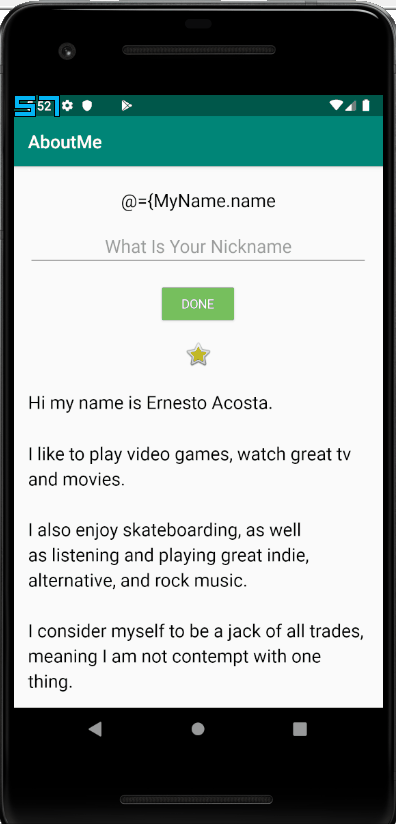 57 52
AboutMe
@={MyName.name
What Is Your Nickname
DONE
Hi my name is Ernesto Acosta.
I like to play video games, watch great tv
and movies.
I also enjoy skateboarding, as well
as listening and playing great indie,
alternative, and rock music.
I consider myself to be a jack of all trades,
meaning I am not contempt with one
thing.